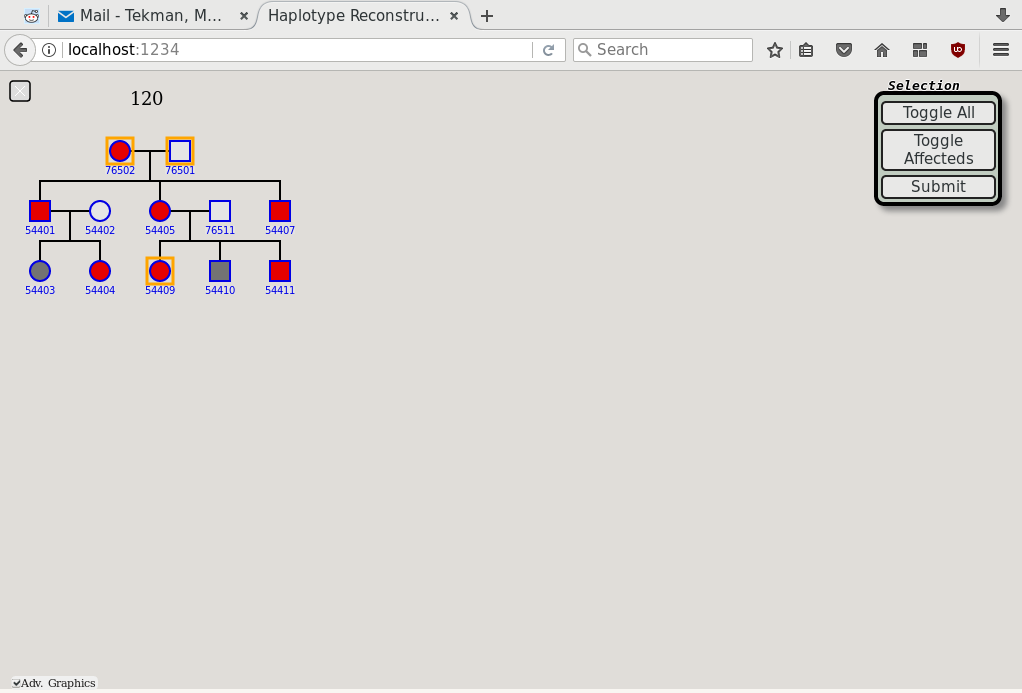 Mail - Tekman, M...
Haplotype Reconstru...
localhost:1234
Search
120
Selection
Toggle All
Toggle
Affecteds
Submit
76502 76501
54401 54402 54405 76511 54407
54403 54404 54409 54410 54411
Adv. Graphics